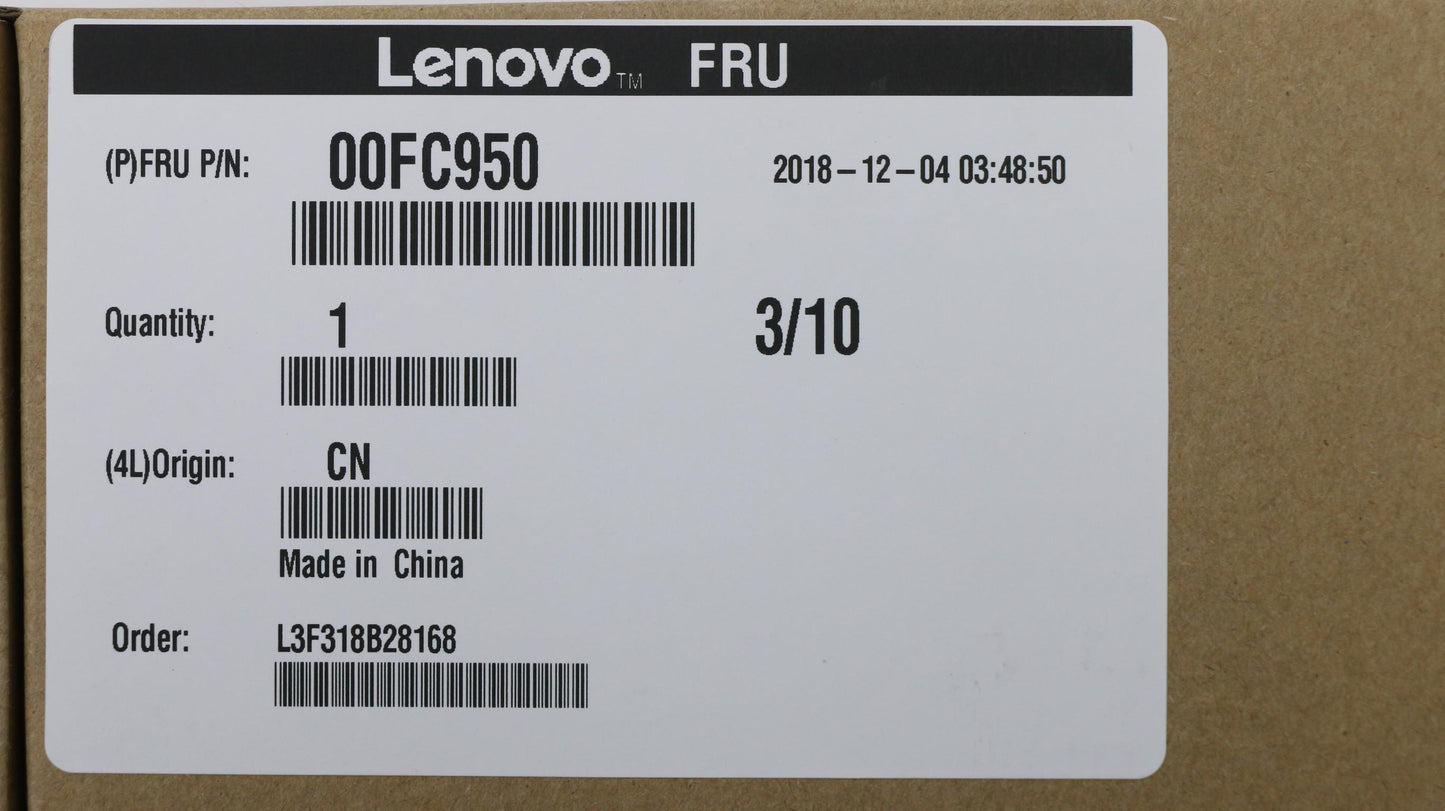 Lenovo™ FRU
(P)FRU P/N: 00FC950 2018-12-04 03:48:50
Quantity: 1 3/10
(4L)Origin: CN
Made in China
Order: L3F318B28168